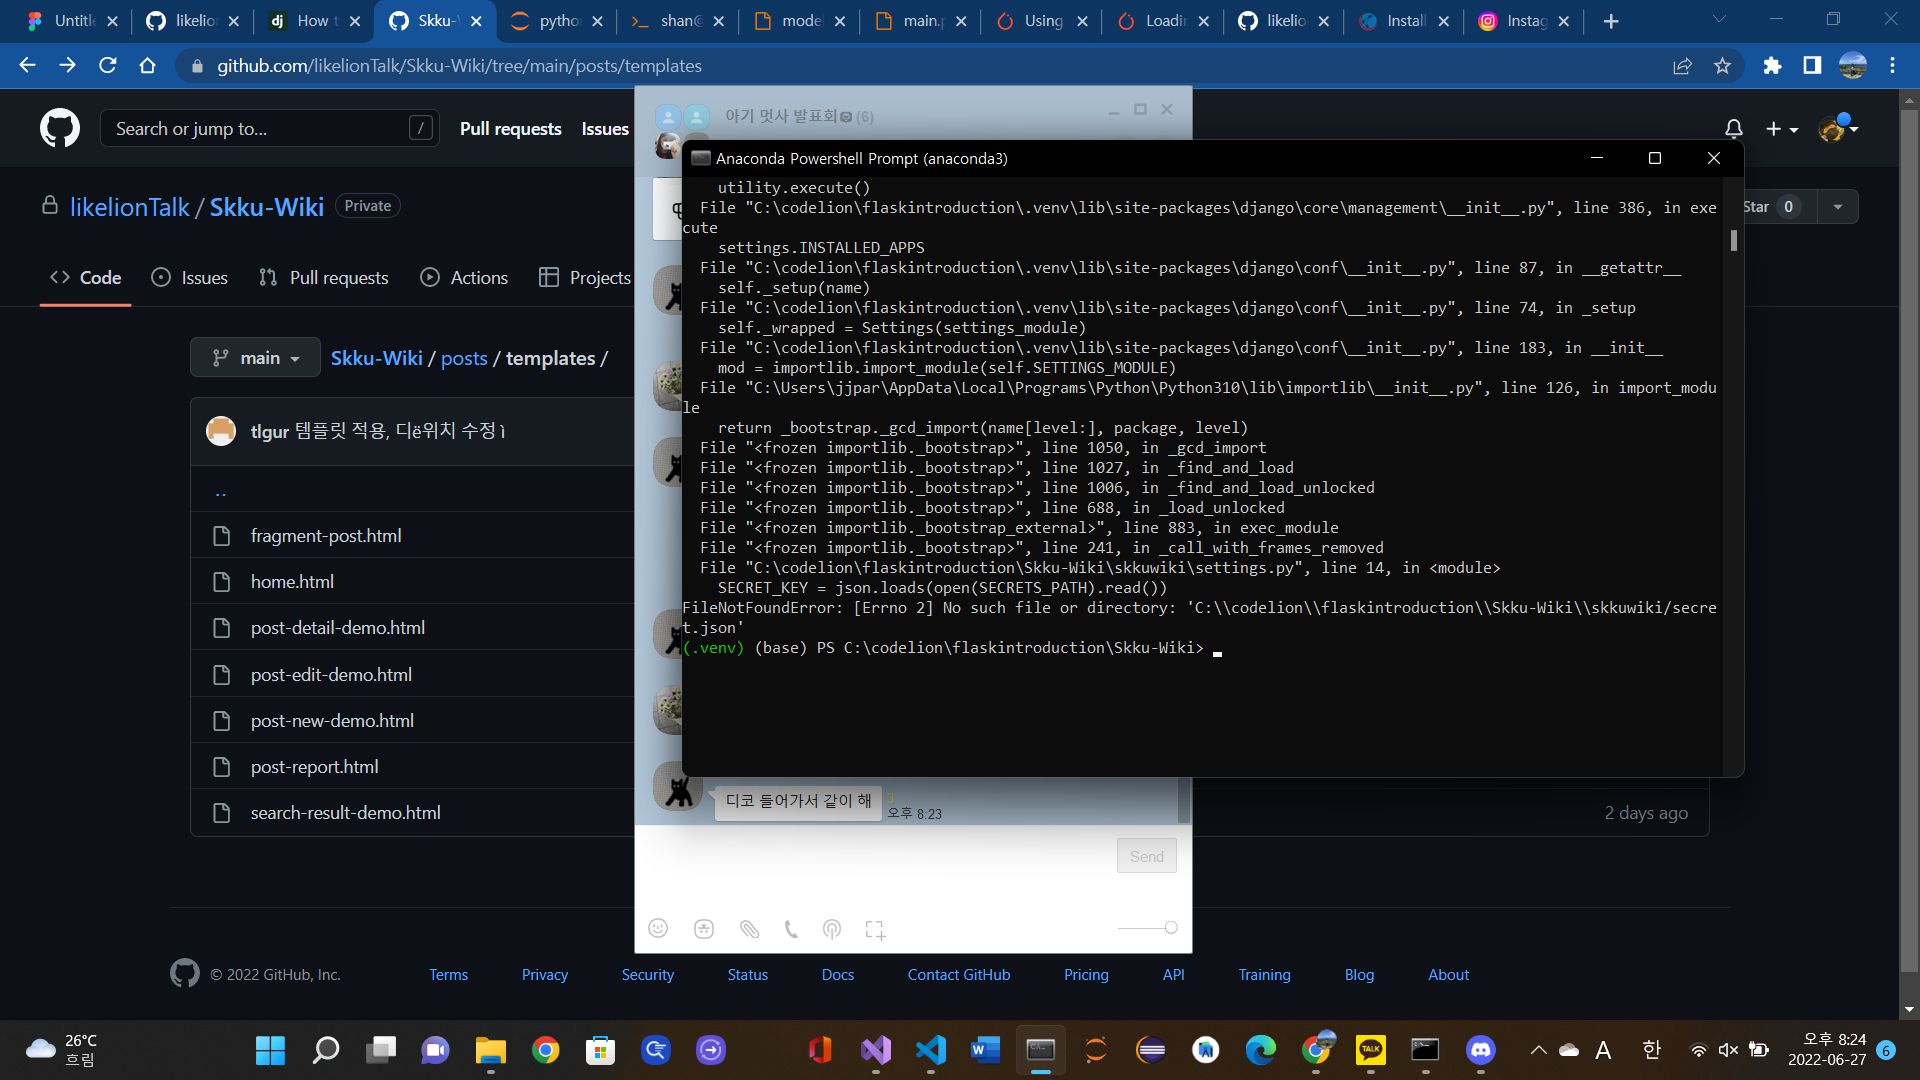 Untitle
likelion
How t
Skku-W
pytho
shan@
model
main.p
Using
Loadin
likelio
Install
Instag
github.com/likelionTalk/Skku-Wiki/tree/main/posts/templates
Search or jump to...
/
Pull requests
Issues
likelionTalk / Skku-Wiki
Private
Star 0
Code
Issues
Pull requests
Actions
Projects
main
Skku-Wiki / posts / templates /
tlgur 템플릿 적용, 디ë위치 수정ì
..
fragment-post.html
home.html
post-detail-demo.html
post-edit-demo.html
post-new-demo.html
post-report.html
search-result-demo.html
2 days ago
아기 멋사 발표회 (6)
Anaconda Powershell Prompt (anaconda3)
utility.execute()
File "C:\codelion\flaskintroduction\.venv\lib\site-packages\django\core\management\__init__.py", line 386, in exe
cute
settings.INSTALLED_APPS
File "C:\codelion\flaskintroduction\.venv\lib\site-packages\django\conf\__init__.py", line 87, in __getattr__
self._setup(name)
File "C:\codelion\flaskintroduction\.venv\lib\site-packages\django\conf\__init__.py", line 74, in _setup
self._wrapped = Settings(settings_module)
File "C:\codelion\flaskintroduction\.venv\lib\site-packages\django\conf\__init__.py", line 183, in __init__
mod = importlib.import_module(self.SETTINGS_MODULE)
File "C:\Users\jjpar\AppData\Local\Programs\Python\Python310\lib\importlib\__init__.py", line 126, in import_modu
le
return _bootstrap._gcd_import(name[level:], package, level)
File "<frozen importlib._bootstrap>", line 1050, in _gcd_import
File "<frozen importlib._bootstrap>", line 1027, in _find_and_load
File "<frozen importlib._bootstrap>", line 1006, in _find_and_load_unlocked
File "<frozen importlib._bootstrap>", line 688, in _load_unlocked
File "<frozen importlib._bootstrap_external>", line 883, in exec_module
File "<frozen importlib._bootstrap>", line 241, in _call_with_frames_removed
File "C:\codelion\flaskintroduction\Skku-Wiki\skkuwiki\settings.py", line 14, in <module>
SECRET_KEY = json.loads(open(SECRETS_PATH).read())
FileNotFoundError: [Errno 2] No such file or directory: 'C:\\codelion\\flaskintroduction\\Skku-Wiki\\skkuwiki/secre
t.json'
(.venv) (base) PS C:\codelion\flaskintroduction\Skku-Wiki>
디코 들어가서 같이 해
3
오후 8:23
Send
© 2022 GitHub, Inc.
Terms
Privacy
Security
Status
Docs
Contact GitHub
Pricing
API
Training
Blog
About
26°C
흐림
TALK
A
한
오후 8:24
2022-06-27
6